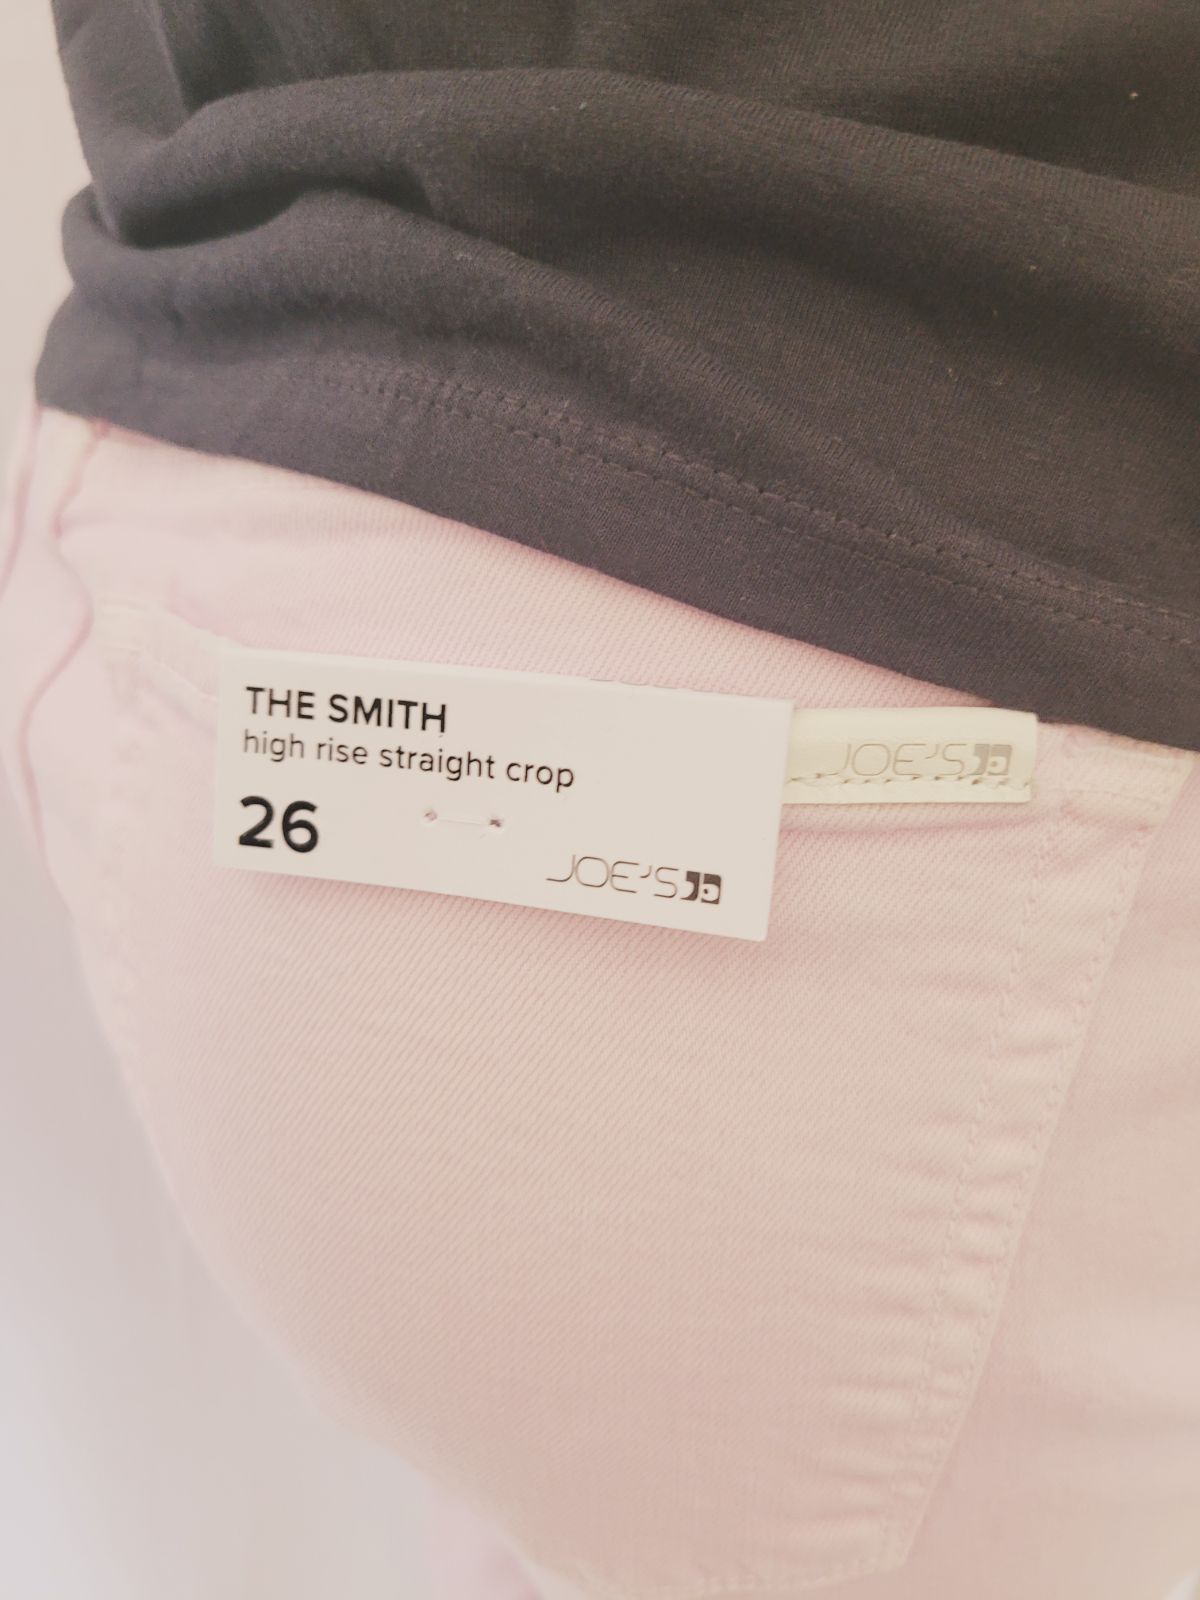 THE SMITH
high rise straight crop
26
JOE'S
JOE'S